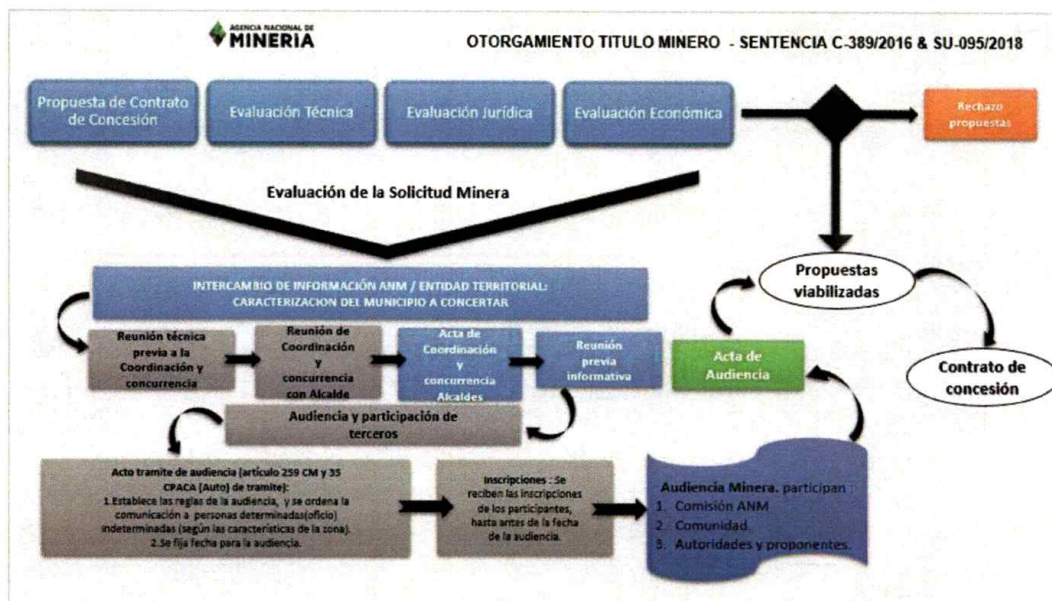 AGENCIA NACIONAL DE
MINERÍA
OTORGAMIENTO TITULO MINERO - SENTENCIA C-389/2016 & SU-095/2018
Propuesta de Contrato
de Concesión
Evaluación Técnica
Evaluación Jurídica
Evaluación Económica
Rechazo
propuestas
Evaluación de la Solicitud Minera
INTERCAMBIO DE INFORMACIÓN ANM / ENTIDAD TERRITORIAL:
CARACTERIZACION DEL MUNICIPIO A CONCERTAR
Propuestas
viabilizadas
Reunión técnica
previa a la
Coordinación y
concurrencia
Reunión de
Coordinación
y
concurrencia
con Alcalde
Acta de
Coordinación
y
concurrencia
Alcaldes
Reunión
previa
informativa
Acta de
Audiencia
Contrato de
concesión
Audiencia y participación de
terceros
Acto tramite de audiencia (artículo 259 CM y 35
CPACA (Auto) de tramite):
1.Establece las reglas de la audiencia, y se ordena la
comunicación a personas determinadas(oficio)
indeterminadas (según las características de la zona).
2.Se fija fecha para la audiencia.
Inscripciones : Se
reciben las inscripciones
de los participantes,
hasta antes de la fecha
de la audiencia.
Audiencia Minera. participan :
1. Comisión ANM
2. Comunidad.
3. Autoridades y proponentes.